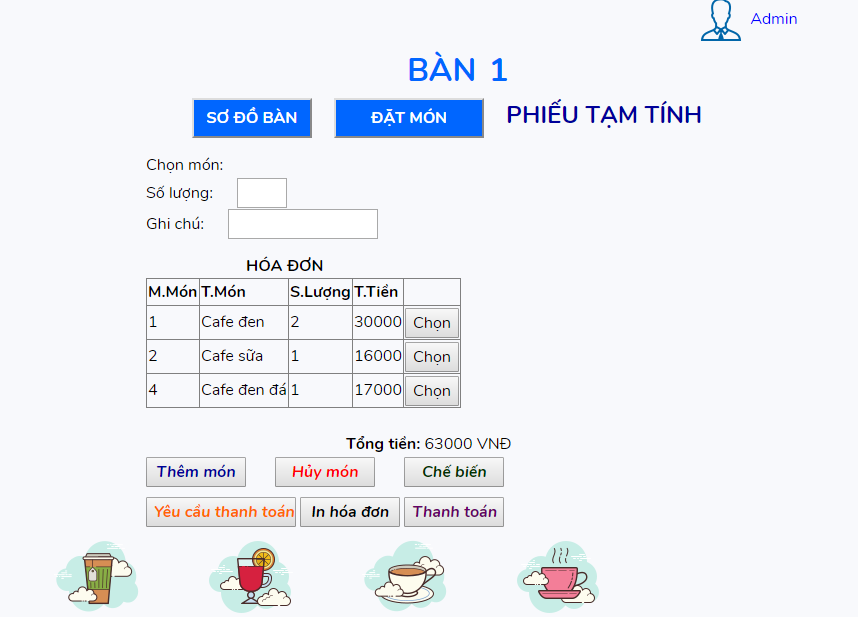 Admin
BÀN 1
SƠ ĐỒ BÀN ĐẶT MÓN PHIẾU TẠM TÍNH
Chọn món:
Số lượng:
Ghi chú:
HÓA ĐƠN
M.Món T.Món S.Lượng T.Tiền
1 Cafe đen 2 30000 Chọn
2 Cafe sữa 1 16000 Chọn
4 Cafe đen đá 1 17000 Chọn
Tổng tiền: 63000 VNĐ
Thêm món Hủy món Chế biến
Yêu cầu thanh toán In hóa đơn Thanh toán